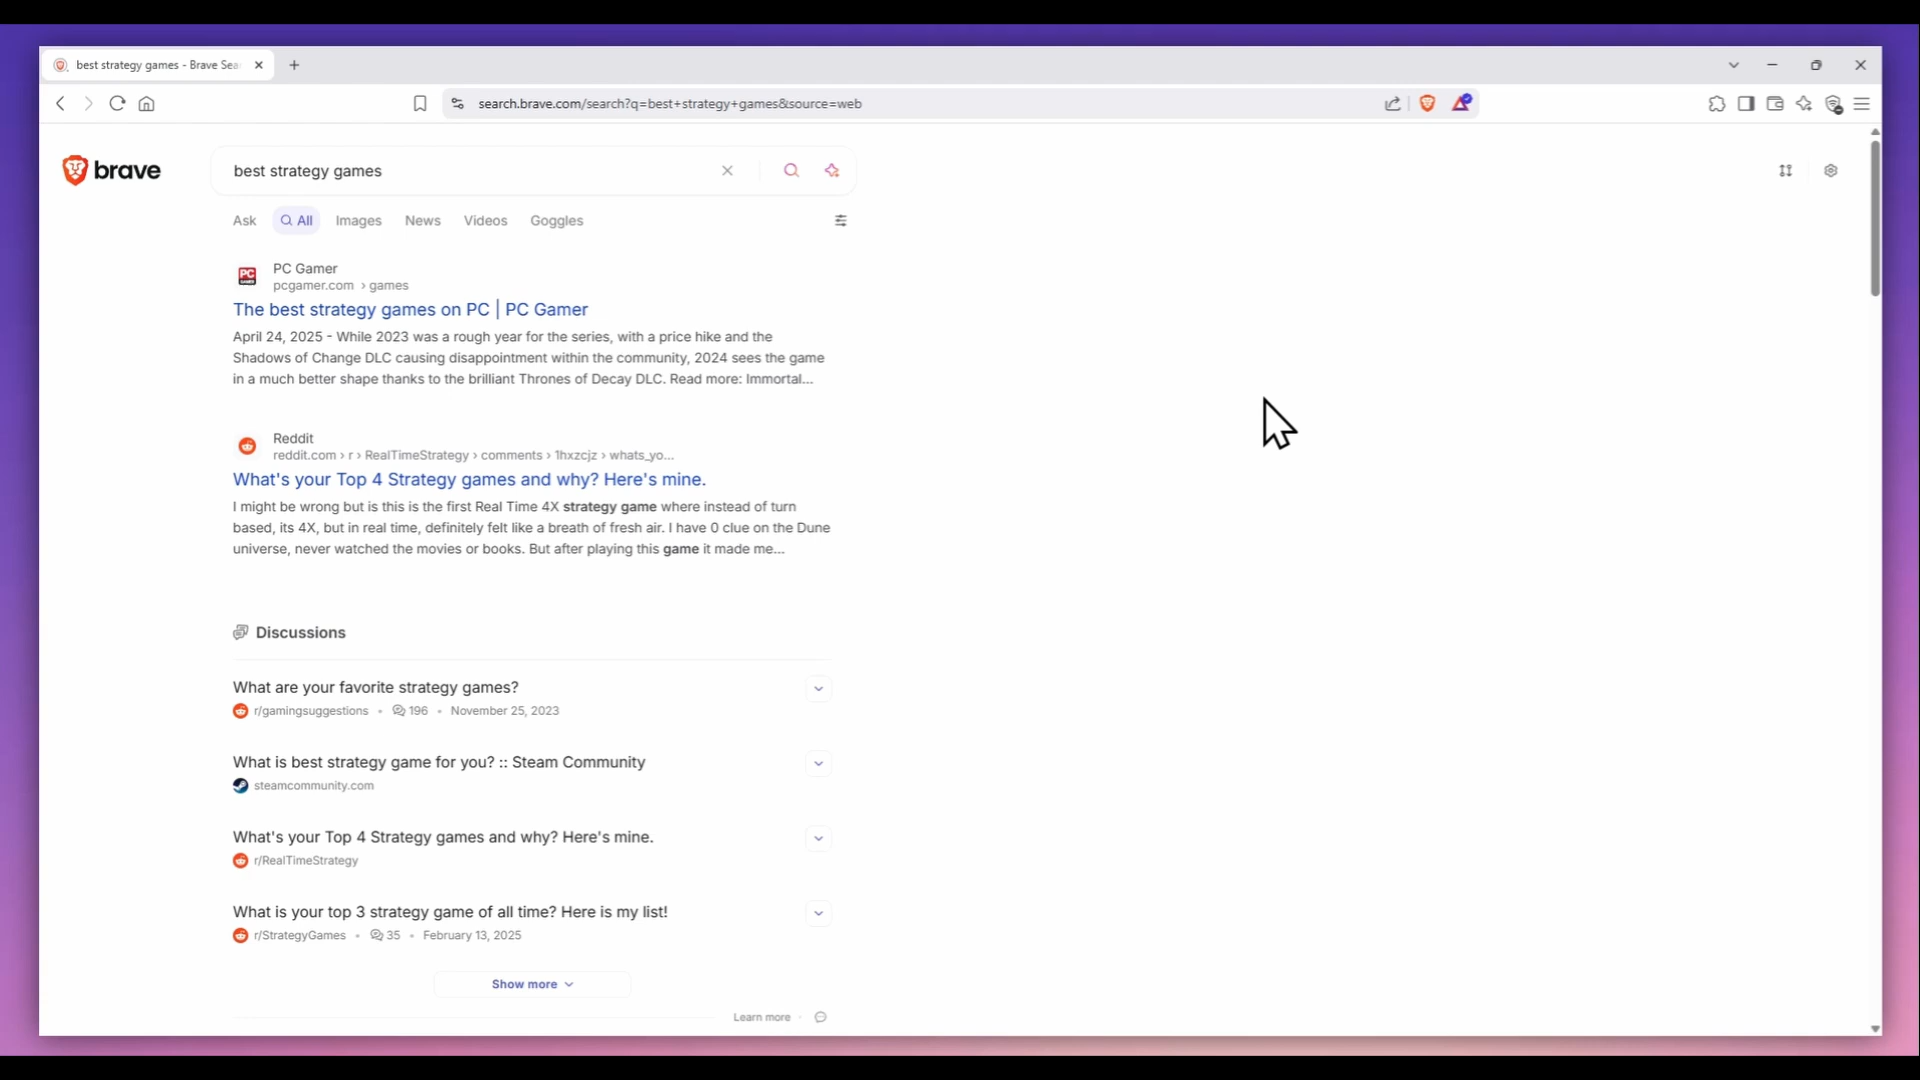 best strategy games - Brave Sea
search.brave.com/search?q=best+strategy+games&source=web
brave
best strategy games
Ask
All
Images
News
Videos
Goggles
PC Gamer
pcgamer.com › games
The best strategy games on PC | PC Gamer
April 24, 2025 - While 2023 was a rough year for the series, with a price hike and the
Shadows of Change DLC causing disappointment within the community, 2024 sees the game
in a much better shape thanks to the brilliant Thrones of Decay DLC. Read more: Immortal...
Reddit
reddit.com › r › RealTimeStrategy › comments › 1hxzcjz › whats_yo...
What's your Top 4 Strategy games and why? Here's mine.
I might be wrong but is this is the first Real Time 4X strategy game where instead of turn
based, its 4X, but in real time, definitely felt like a breath of fresh air. I have 0 clue on the Dune
universe, never watched the movies or books. But after playing this game it made me...
Discussions
What are your favorite strategy games?
r/gamingsuggestions • 196 • November 25, 2023
What is best strategy game for you? :: Steam Community
steamcommunity.com
What's your Top 4 Strategy games and why? Here's mine.
r/RealTimeStrategy
What is your top 3 strategy game of all time? Here is my list!
r/StrategyGames • 35 • February 13, 2025
Show more
Learn more